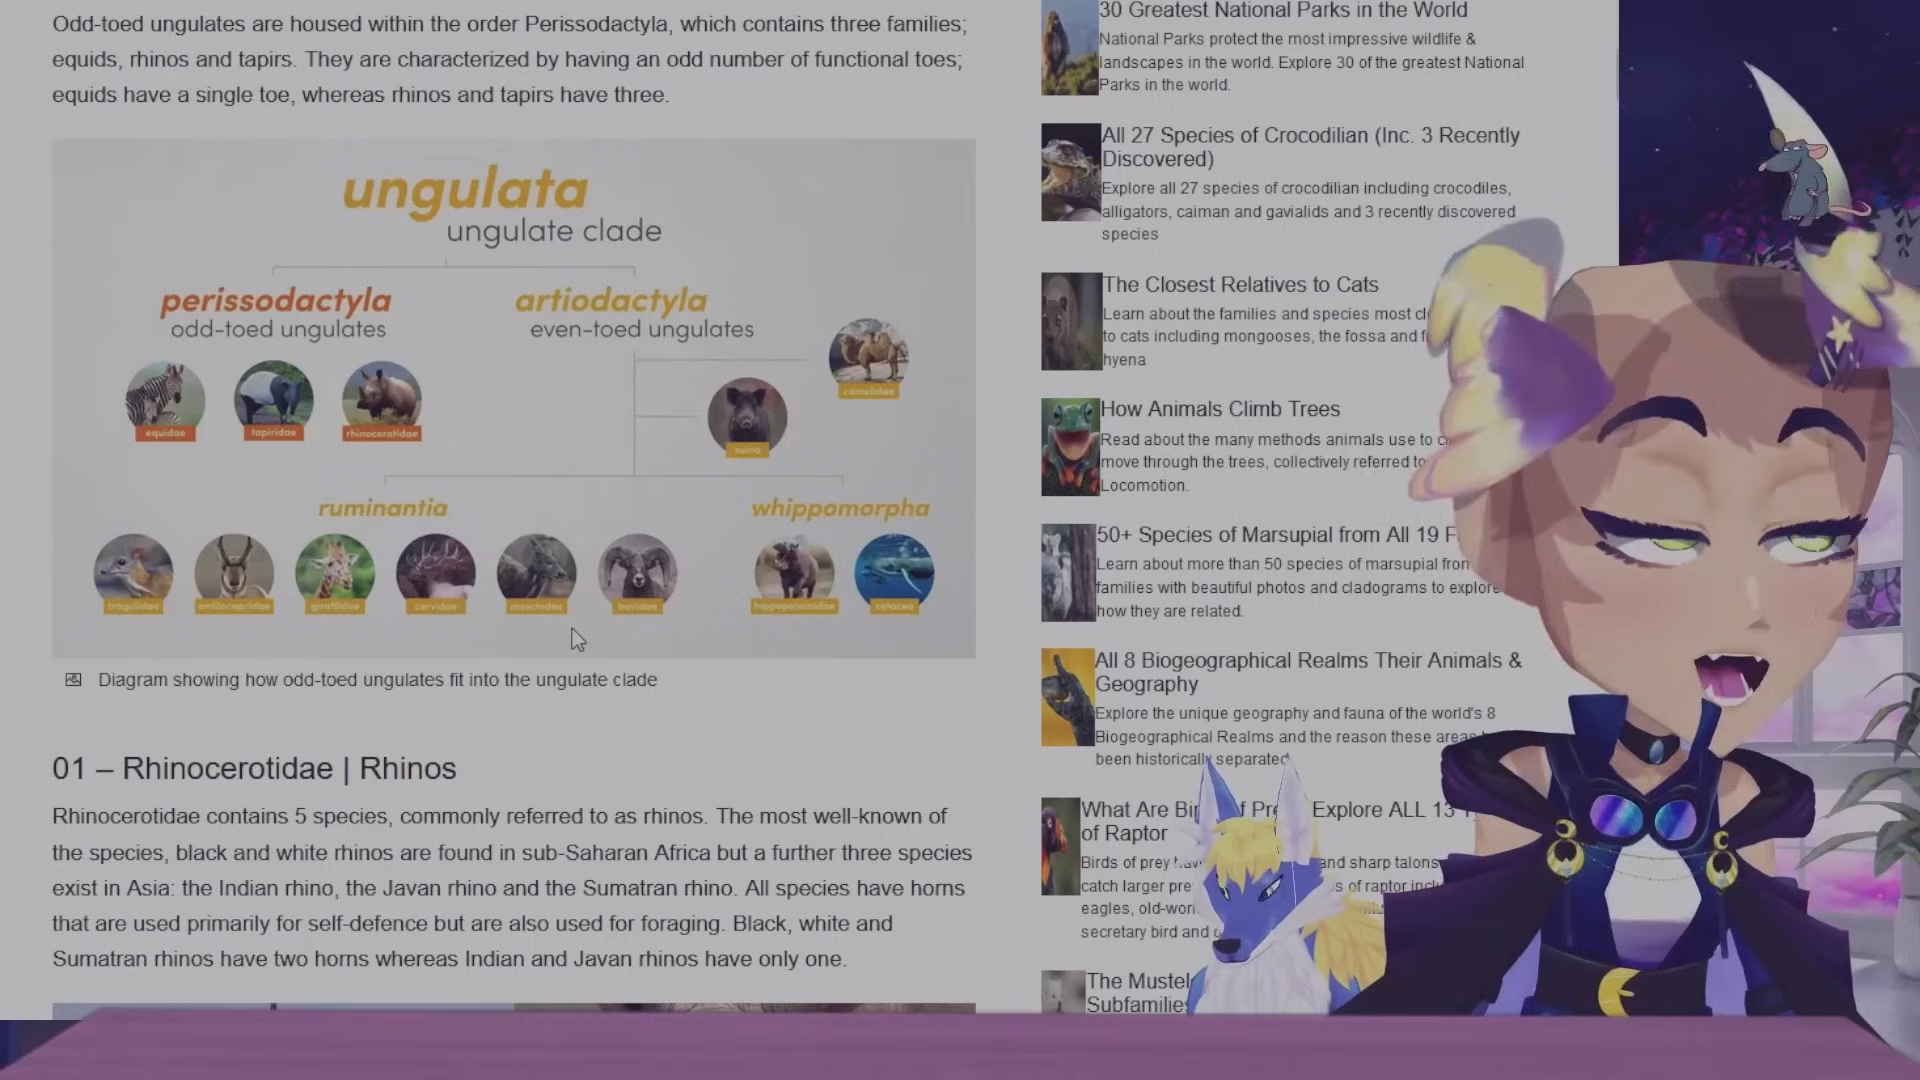 Odd-toed ungulates are housed within the order Perissodactyla, which contains three families;
equids, rhinos and tapirs. They are characterized by having an odd number of functional toes;
equids have a single toe, whereas rhinos and tapirs have three.
ungulata
ungulate clade
perissodactyla
odd-toed ungulates
artiodactyla
even-toed ungulates
camelidae
equidae
tapiridae
rhinocerotidae
suina
ruminantia
whippomorpha
tragulidae
antilocapridae
giraffidae
cervidae
moschidae
bovidae
hippopotamidae
cetacea
Diagram showing how odd-toed ungulates fit into the ungulate clade
01 – Rhinocerotidae | Rhinos
Rhinocerotidae contains 5 species, commonly referred to as rhinos. The most well-known of
the species, black and white rhinos are found in sub-Saharan Africa but a further three species
exist in Asia: the Indian rhino, the Javan rhino and the Sumatran rhino. All species have horns
that are used primarily for self-defence but are also used for foraging. Black, white and
Sumatran rhinos have two horns whereas Indian and Javan rhinos have only one.
30 Greatest National Parks in the World
National Parks protect the most impressive wildlife &
landscapes in the world. Explore 30 of the greatest National
Parks in the world.
All 27 Species of Crocodilian (Inc. 3 Recently
Discovered)
Explore all 27 species of crocodilian including crocodiles,
alligators, caiman and gavialids and 3 recently discovered
species
The Closest Relatives to Cats
Learn about the families and species most
to cats including mongooses, the fossa and
hyena
How Animals Climb Trees
Read about the many methods animals use to
move through the trees, collectively referred to
Locomotion.
50+ Species of Marsupial from All 19
Learn about more than 50 species of marsupial from
families with beautiful photos and cladograms to explore
how they are related.
All 8 Biogeographical Realms Their Animals &
Geography
Explore the unique geography and fauna of the world's 8
Biogeographical Realms and the reason these areas
been historically separated
What Are Explore ALL 13
of Raptor
Birds of prey and sharp talons
catch larger of raptor
eagles,
secretary bird and
The